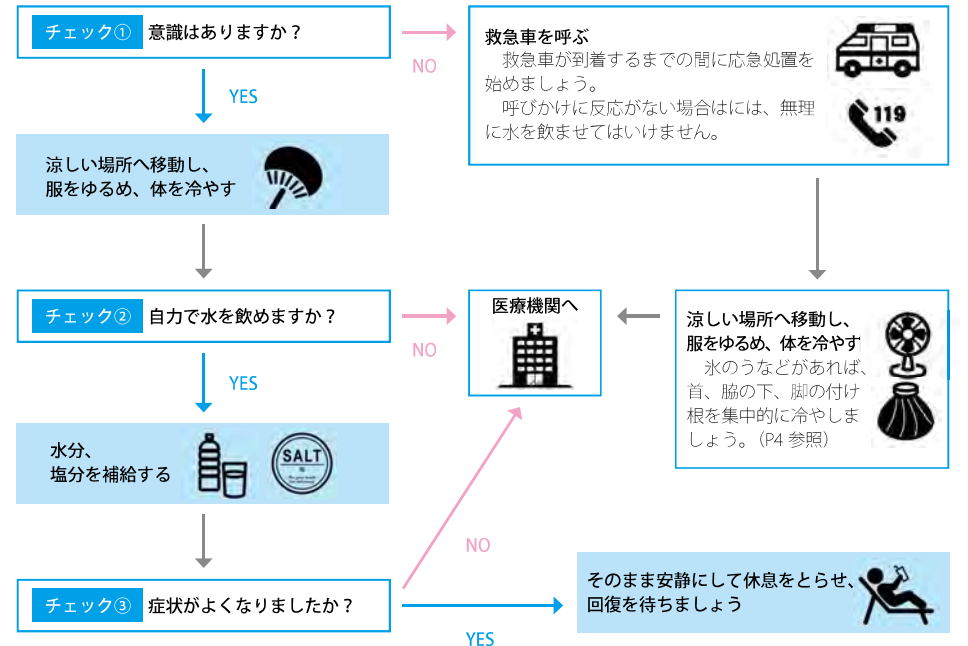 チェック① 意識はありますか？
NO
YES
救急車を呼ぶ
救急車が到着するまでの間に応急処置を
始めましょう。
呼びかけに反応がない場合はには、無理
に水を飲ませてはいけません。
119
涼しい場所へ移動し、
服をゆるめ、体を冷やす
チェック② 自力で水を飲めますか？
NO
YES
医療機関へ
涼しい場所へ移動し、
服をゆるめ、体を冷やす
氷のうなどがあれば、
首、脇の下、脚の付け
根を集中的に冷やしま
しょう。（P4 参照）
水分、
塩分を補給する
SALT
チェック③ 症状がよくなりましたか？
NO
YES
そのまま安静にして休息をとらせ、
回復を待ちましょう